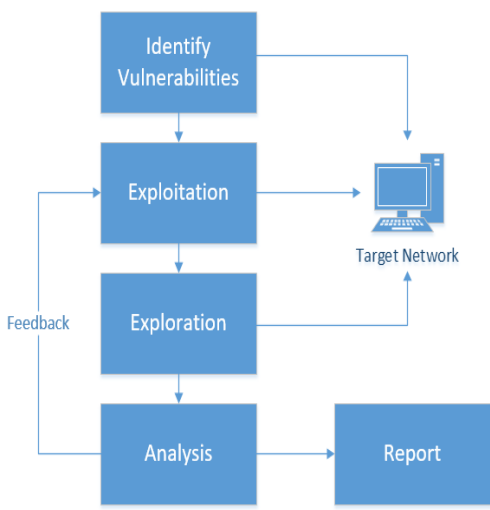 Identify
Vulnerabilities
Exploitation
Target Network
Exploration
Feedback
Analysis
Report